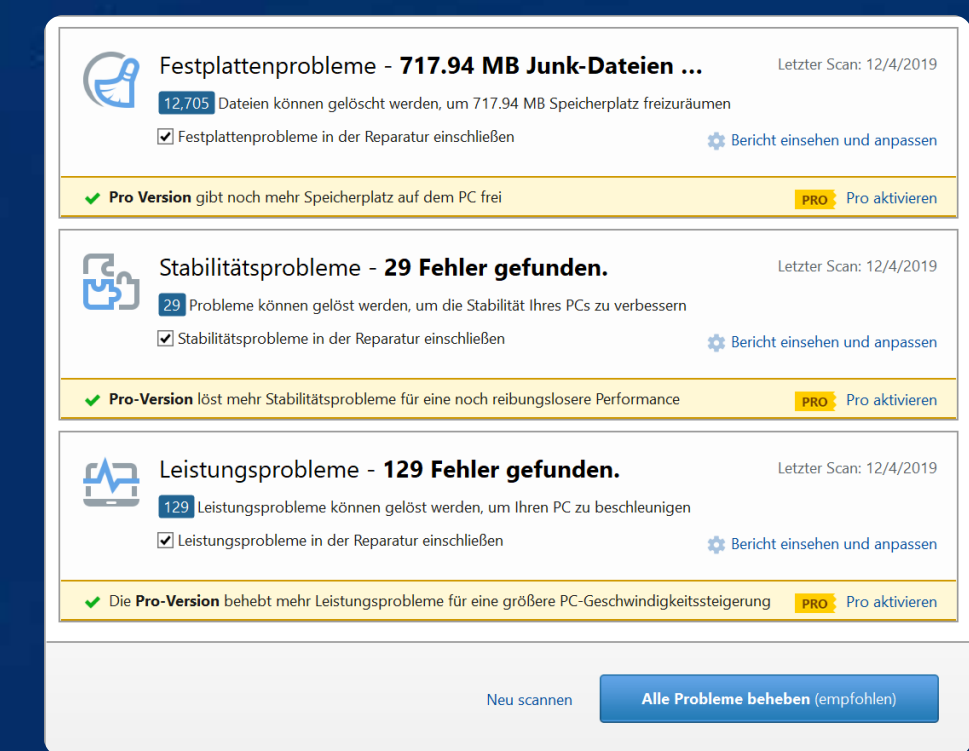 Festplattenprobleme - 717.94 MB Junk-Dateien ...
Letzter Scan: 12/4/2019
12,705 Dateien können gelöscht werden, um 717.94 MB Speicherplatz freizuräumen
Festplattenprobleme in der Reparatur einschließen
Bericht einsehen und anpassen
Pro Version gibt noch mehr Speicherplatz auf dem PC frei
PRO Pro aktivieren
Stabilitätsprobleme - 29 Fehler gefunden.
Letzter Scan: 12/4/2019
29 Probleme können gelöst werden, um die Stabilität Ihres PCs zu verbessern
Stabilitätsprobleme in der Reparatur einschließen
Bericht einsehen und anpassen
Pro-Version löst mehr Stabilitätsprobleme für eine noch reibungslosere Performance
PRO Pro aktivieren
Leistungsprobleme - 129 Fehler gefunden.
Letzter Scan: 12/4/2019
129 Leistungsprobleme können gelöst werden, um Ihren PC zu beschleunigen
Leistungsprobleme in der Reparatur einschließen
Bericht einsehen und anpassen
Die Pro-Version behebt mehr Leistungsprobleme für eine größere PC-Geschwindigkeitssteigerung
PRO Pro aktivieren
Neu scannen
Alle Probleme beheben (empfohlen)